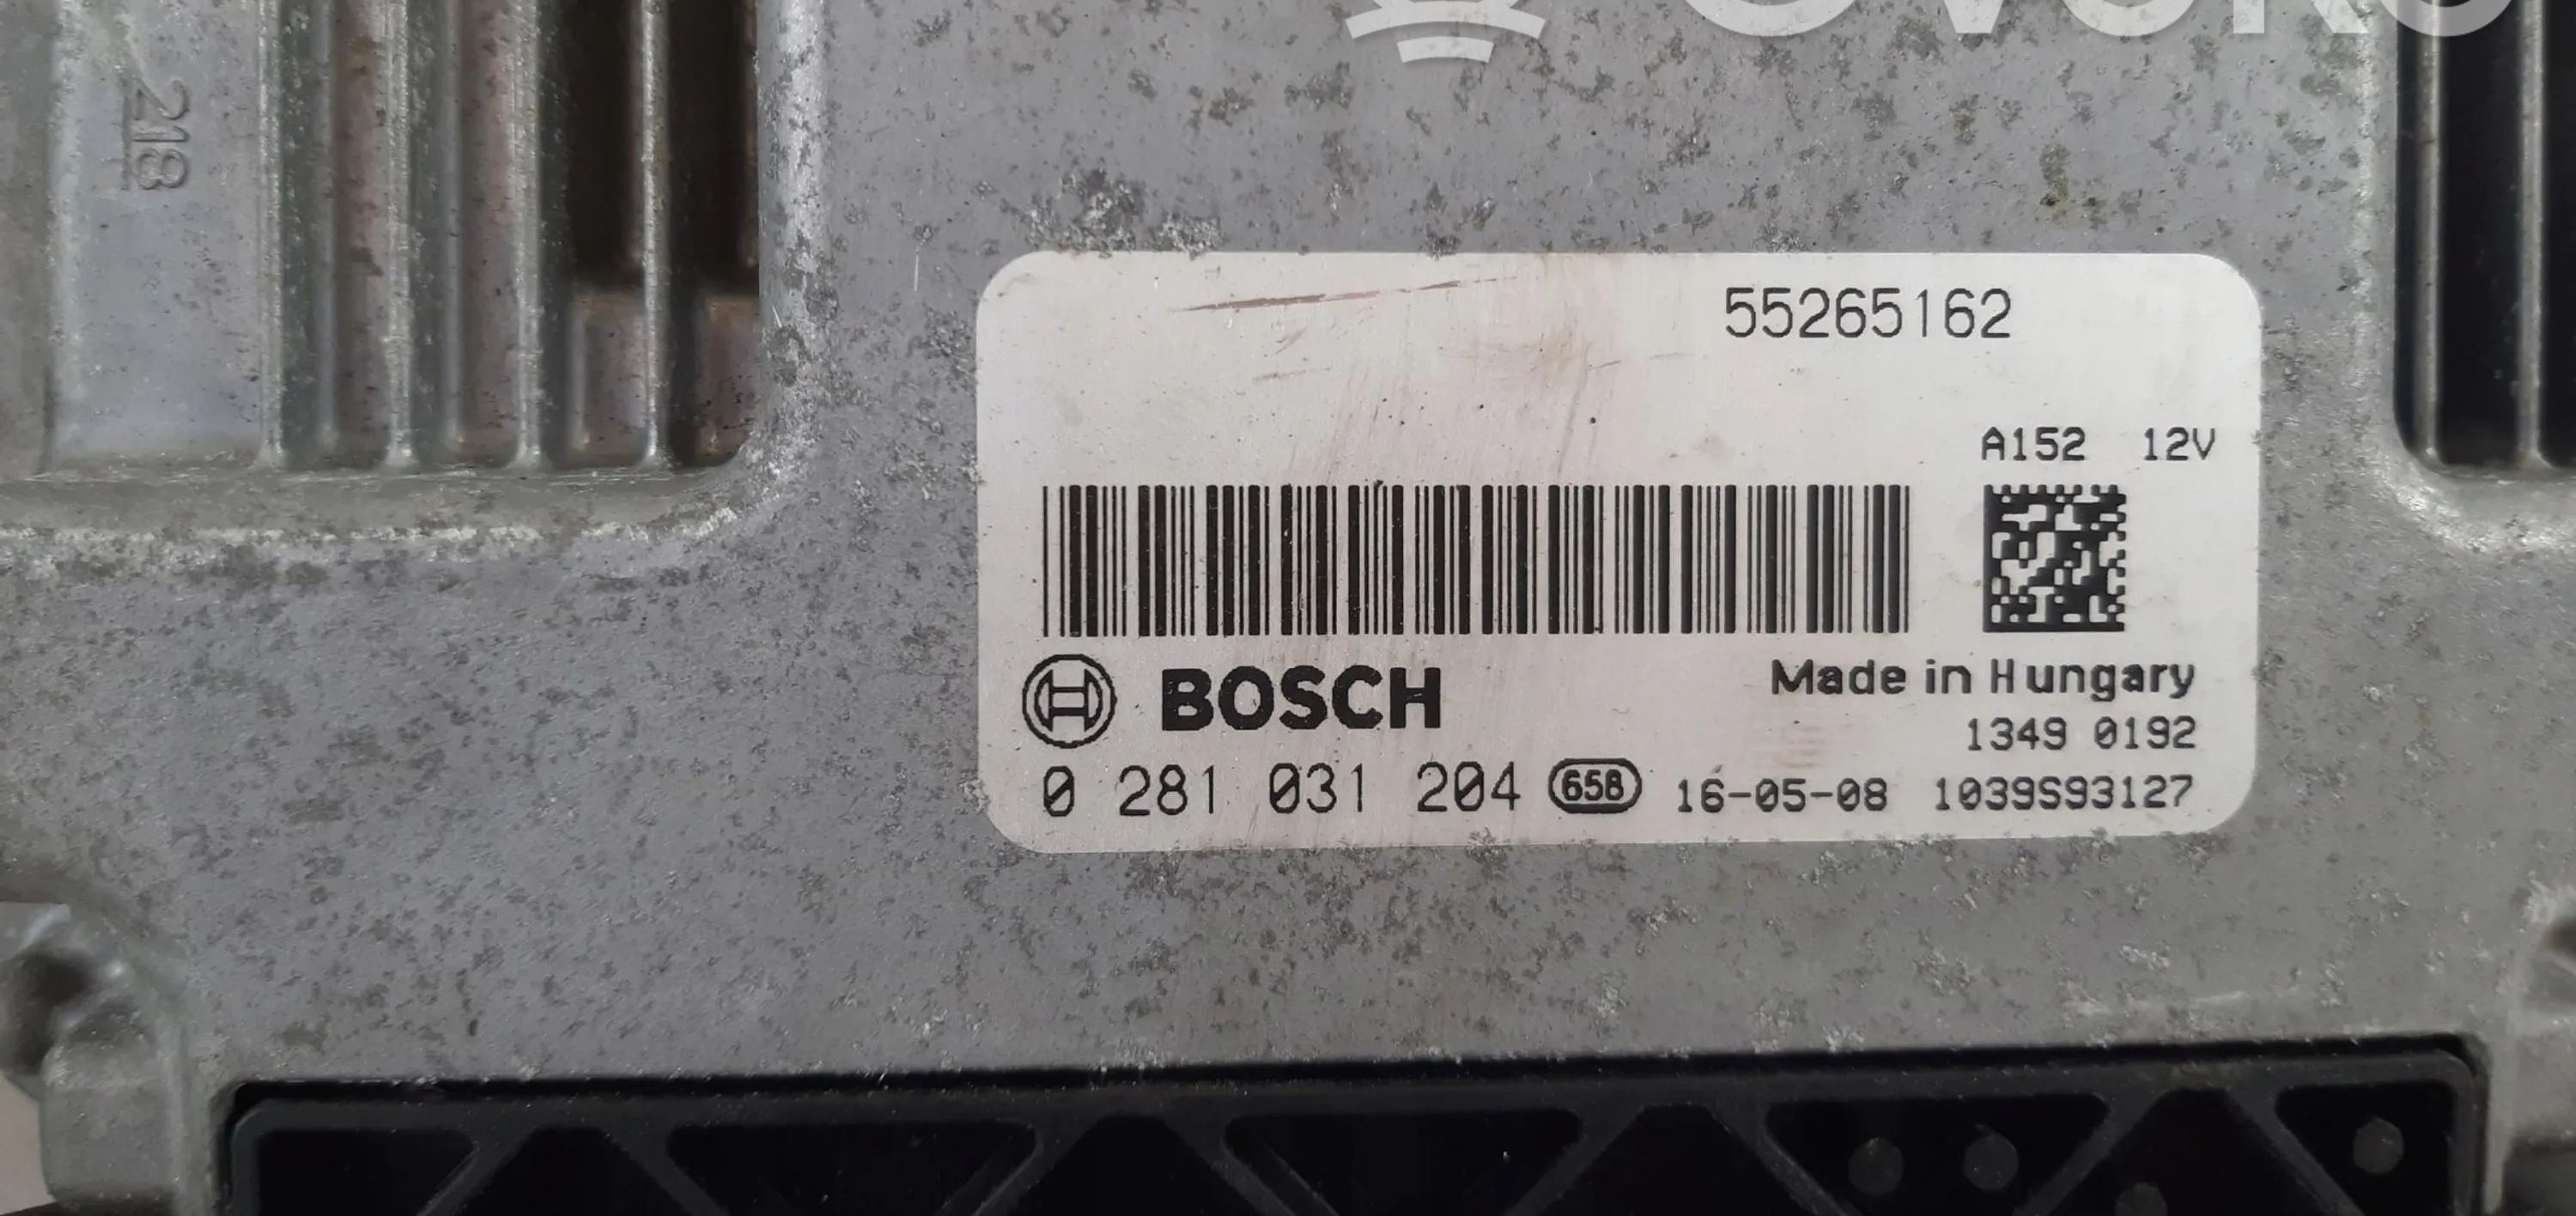 218
55265162
A152 12V
BOSCH
Made in Hungary
1349 0192
0 281 031 204 658 16-05-08 1039S93127